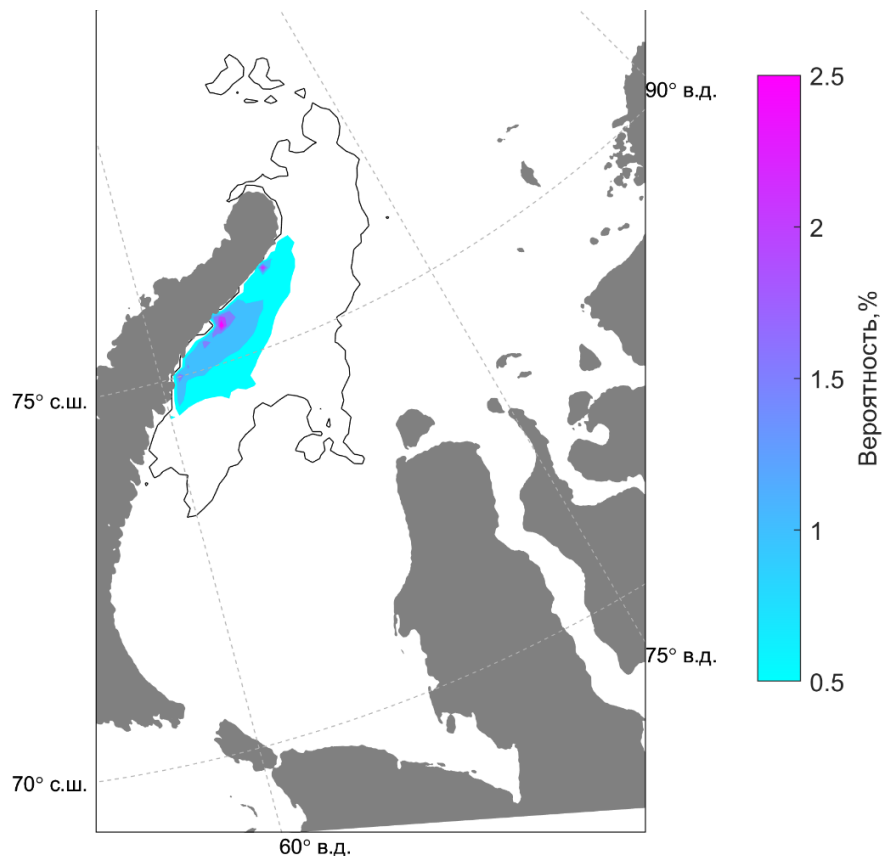 2.5
90° в.д.
2
1.5
Вероятность,%
75° с.ш.
1
75° в.д.
0.5
70° с.ш.
60° в.д.